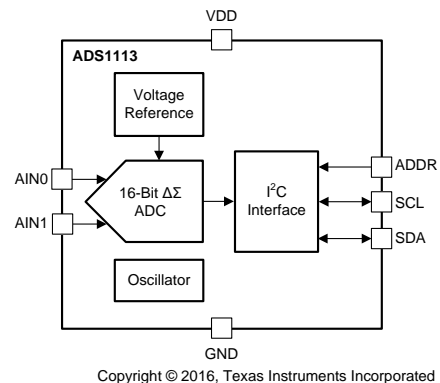 VDD
ADS1113
Voltage
Reference
AIN0
AIN1
16-Bit ΔΣ
ADC
I²C
Interface
ADDR
SCL
SDA
Oscillator
GND
Copyright © 2016, Texas Instruments Incorporated